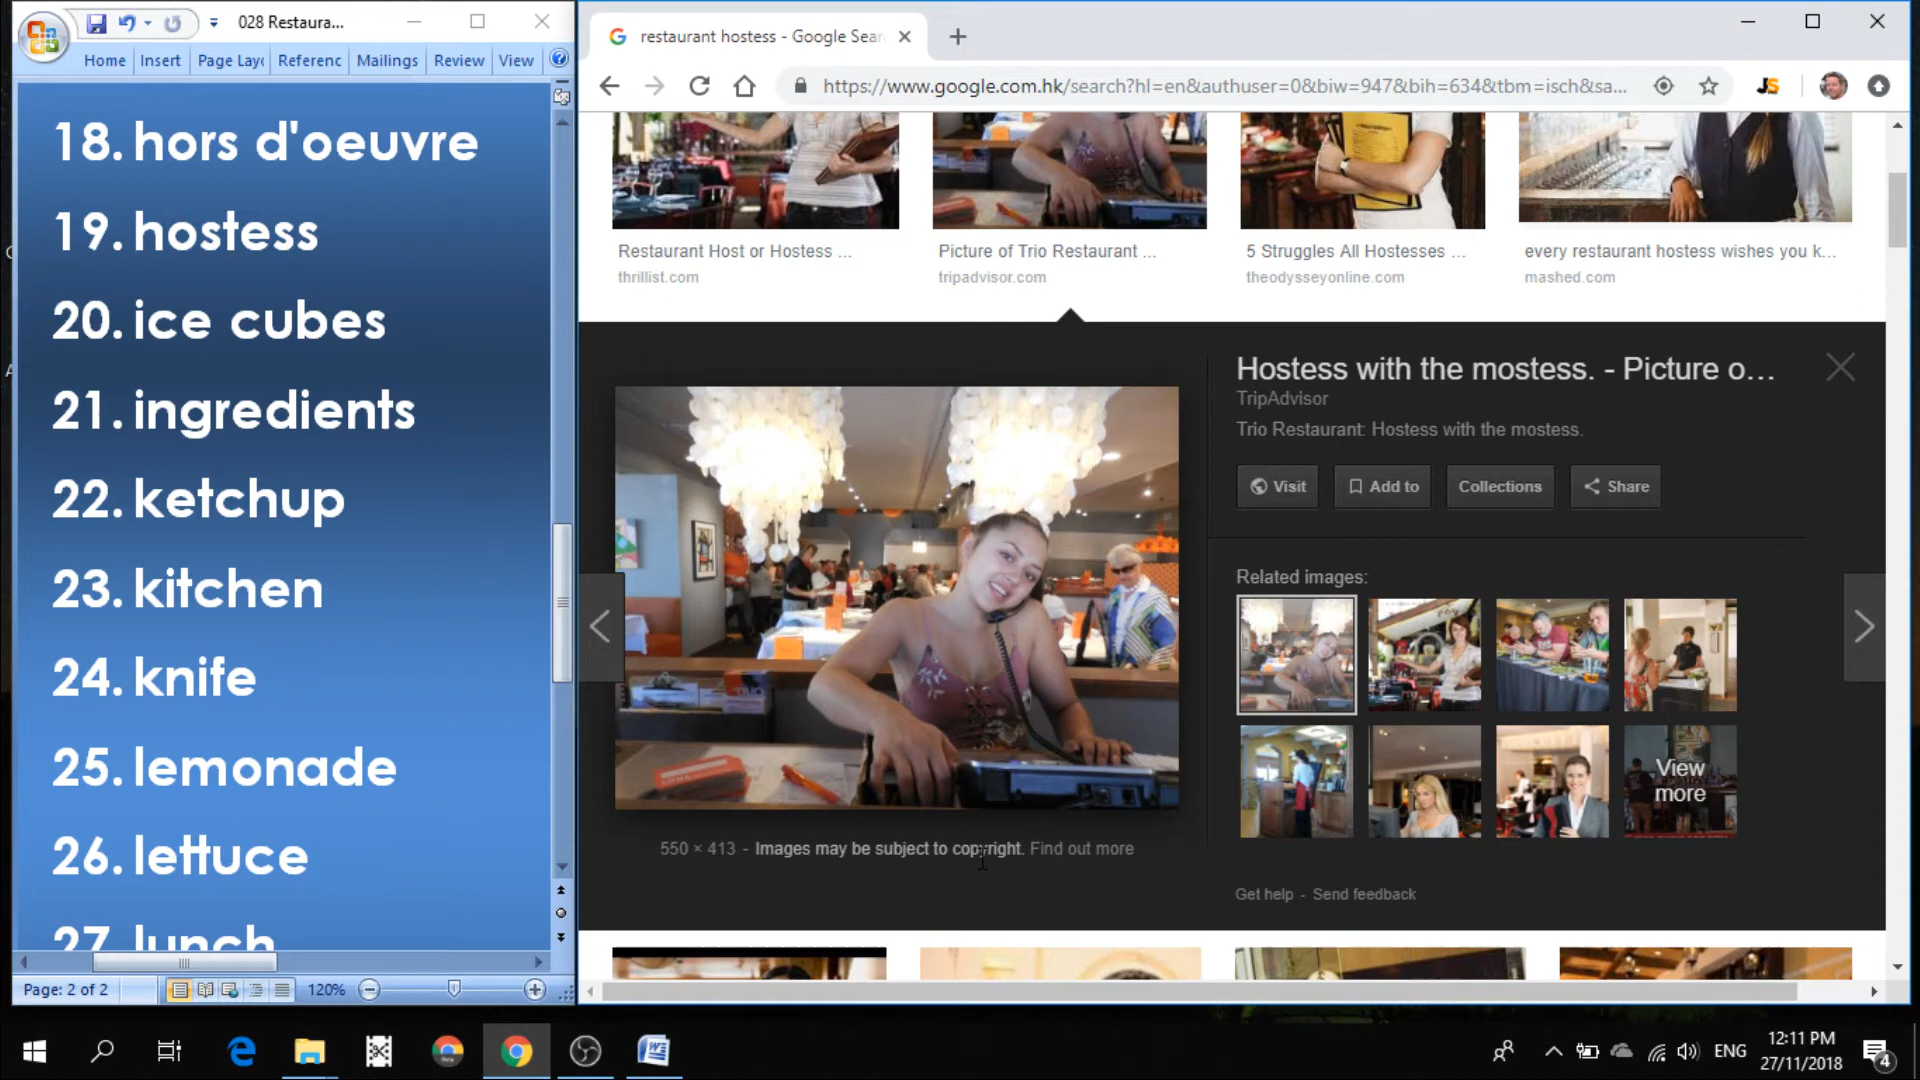 028 Restaura...
Home Insert Page Layo Referenc Mailings Review View
18. hors d'oeuvre
19. hostess
20. ice cubes
21. ingredients
22. ketchup
23. kitchen
24. knife
25. lemonade
26. lettuce
27. lunch
Page: 2 of 2
120%
restaurant hostess - Google Sear
https://www.google.com.hk/search?hl=en&authuser=0&biw=947&bih=634&tbm=isch&sa...
JS
Restaurant Host or Hostess ...
thrillist.com
Picture of Trio Restaurant ...
tripadvisor.com
5 Struggles All Hostesses ...
theodysseyonline.com
every restaurant hostess wishes you k...
mashed.com
Hostess with the mostess. - Picture o...
TripAdvisor
Trio Restaurant: Hostess with the mostess.
Visit
Add to
Collections
Share
Related images:
View
more
550 × 413 - Images may be subject to copyright. Find out more
Get help - Send feedback
ENG
12:11 PM
27/11/2018
4